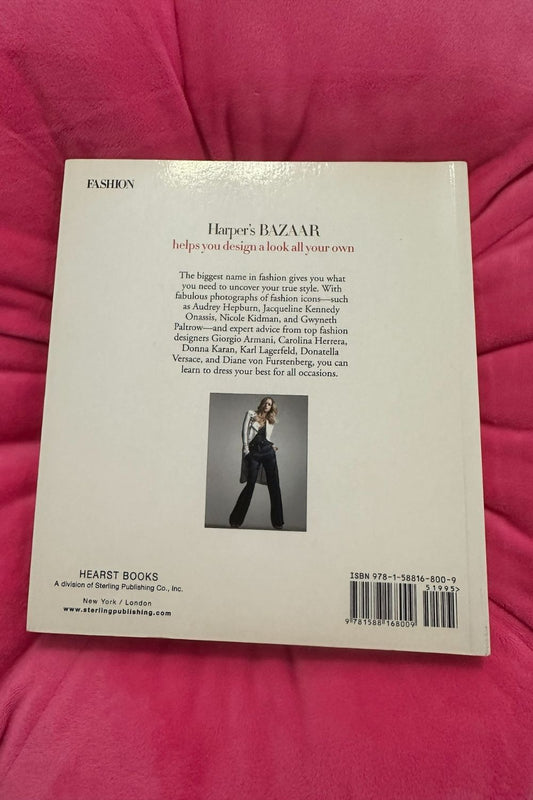 FASHION
Harper's BAZAAR
helps you design a look all your own
The biggest name in fashion gives you what
you need to uncover your true style. With
fabulous photographs of fashion icons—such
as Audrey Hepburn, Jacqueline Kennedy
Onassis, Nicole Kidman, and Gwyneth
Paltrow—and expert advice from top fashion
designers Giorgio Armani, Carolina Herrera,
Donna Karan, Karl Lagerfeld, Donatella
Versace, and Diane von Furstenberg, you can
learn to dress your best for all occasions.
HEARST BOOKS
A division of Sterling Publishing Co., Inc.
New York / London
www.sterlingpublishing.com
ISBN 978-1-58816-800-9
51995>
9 781588 168009